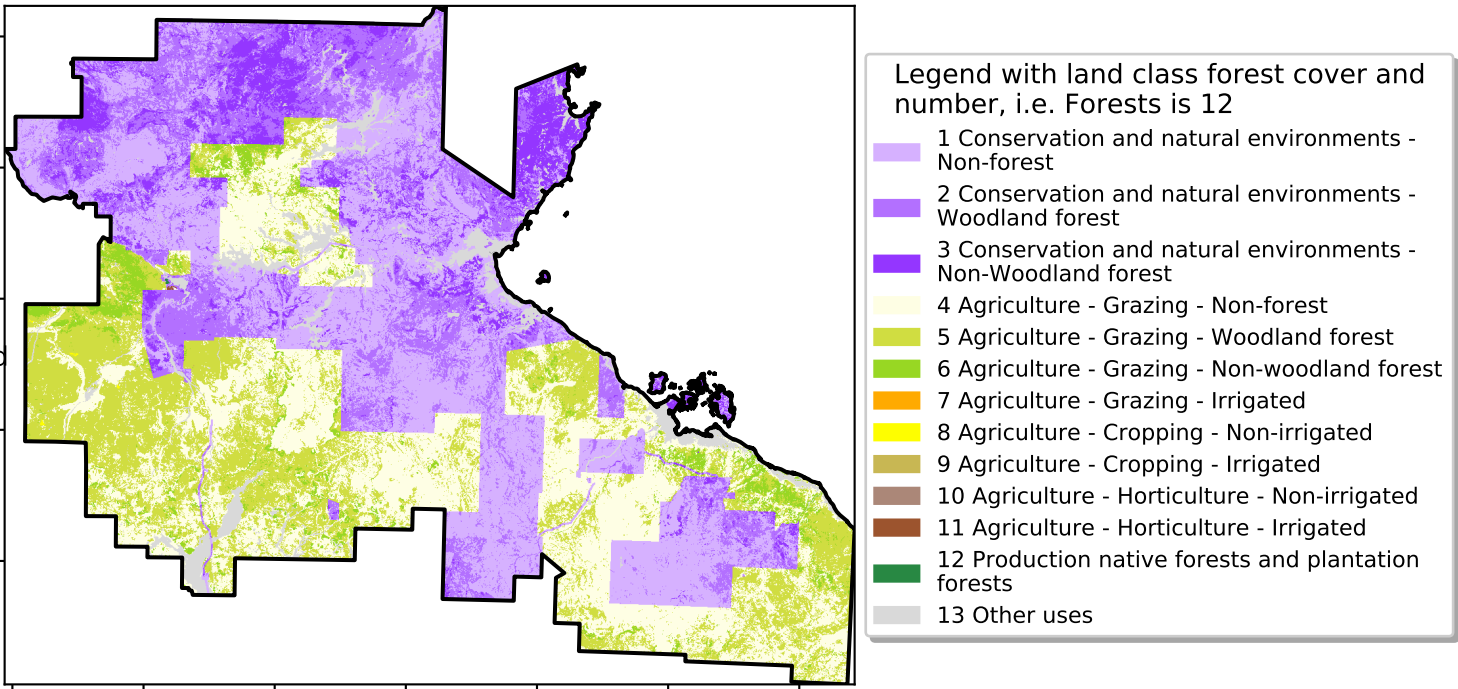 Legend with land class forest cover and
number, i.e. Forests is 12
1 Conservation and natural environments -
Non-forest
2 Conservation and natural environments -
Woodland forest
3 Conservation and natural environments -
Non-Woodland forest
4 Agriculture - Grazing - Non-forest
5 Agriculture - Grazing - Woodland forest
6 Agriculture - Grazing - Non-woodland forest
7 Agriculture - Grazing - Irrigated
8 Agriculture - Cropping - Non-irrigated
9 Agriculture - Cropping - Irrigated
10 Agriculture - Horticulture - Non-irrigated
11 Agriculture - Horticulture - Irrigated
12 Production native forests and plantation
forests
13 Other uses